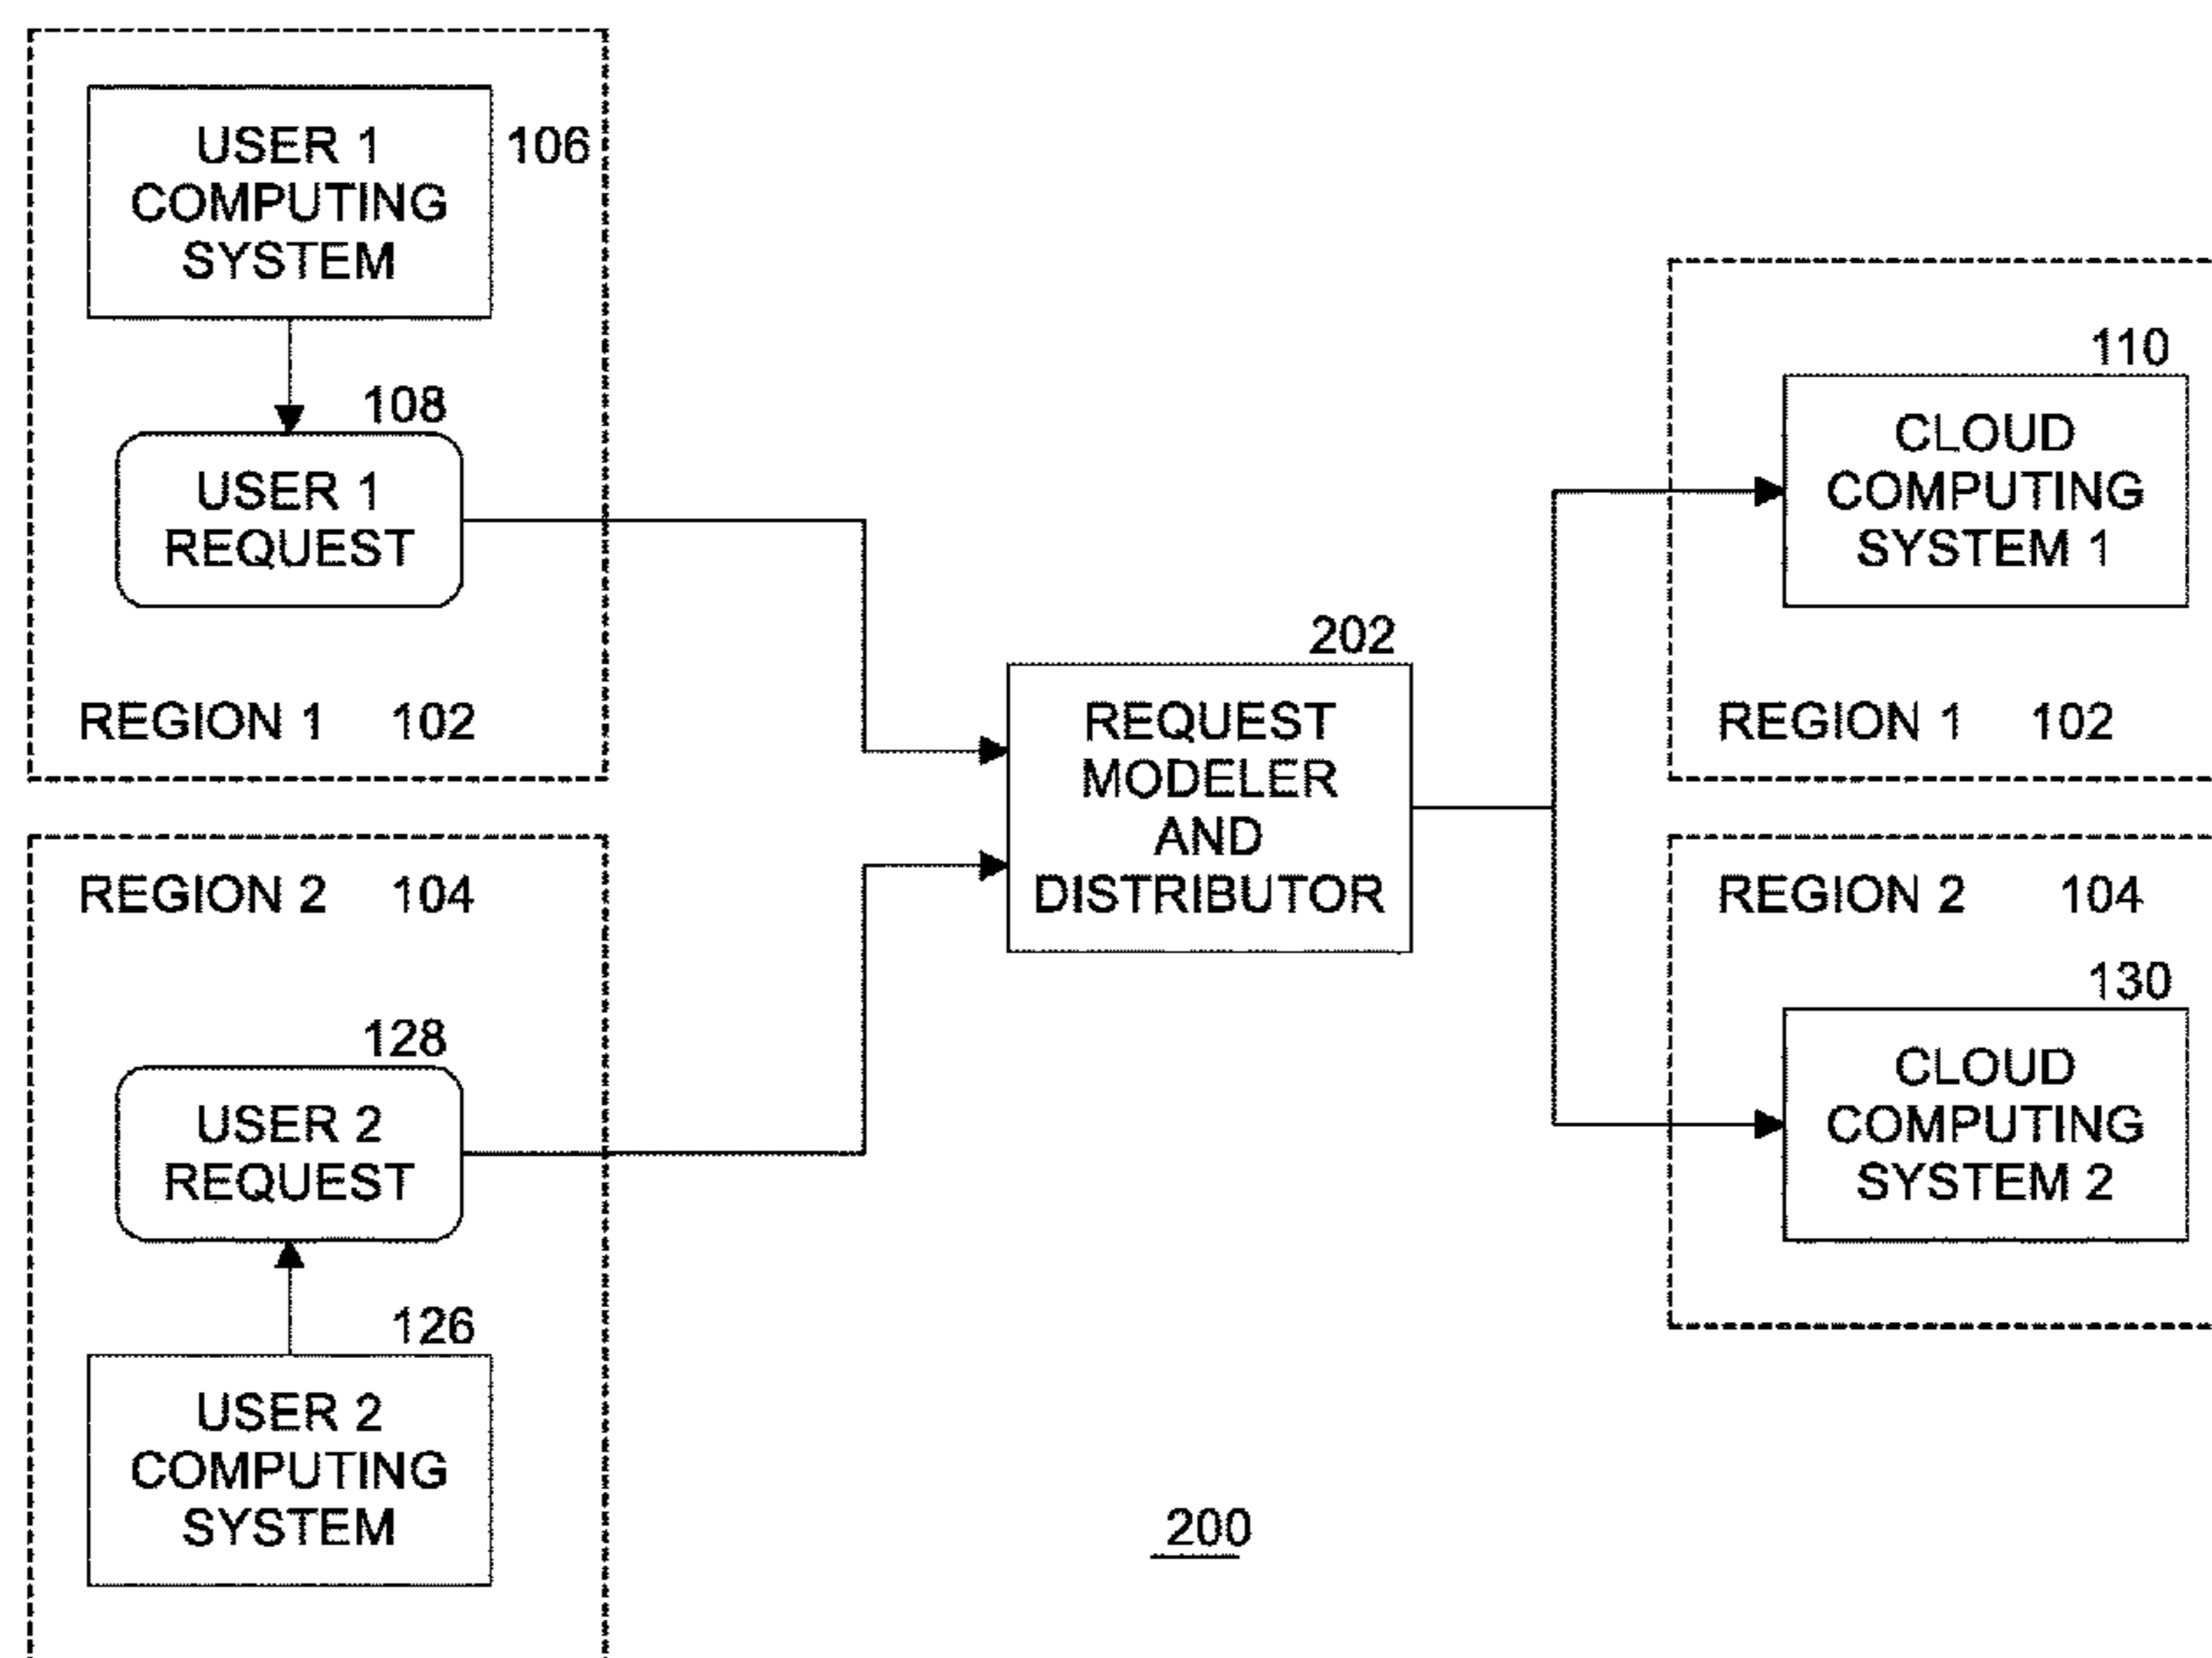 USER 1
COMPUTING
SYSTEM
106
108
USER 1
REQUEST
REGION 1 102
REGION 2 104
128
USER 2
REQUEST
126
USER 2
COMPUTING
SYSTEM
202
REQUEST
MODELER
AND
DISTRIBUTOR
110
CLOUD
COMPUTING
SYSTEM 1
REGION 1 102
REGION 2 104
130
CLOUD
COMPUTING
SYSTEM 2
200